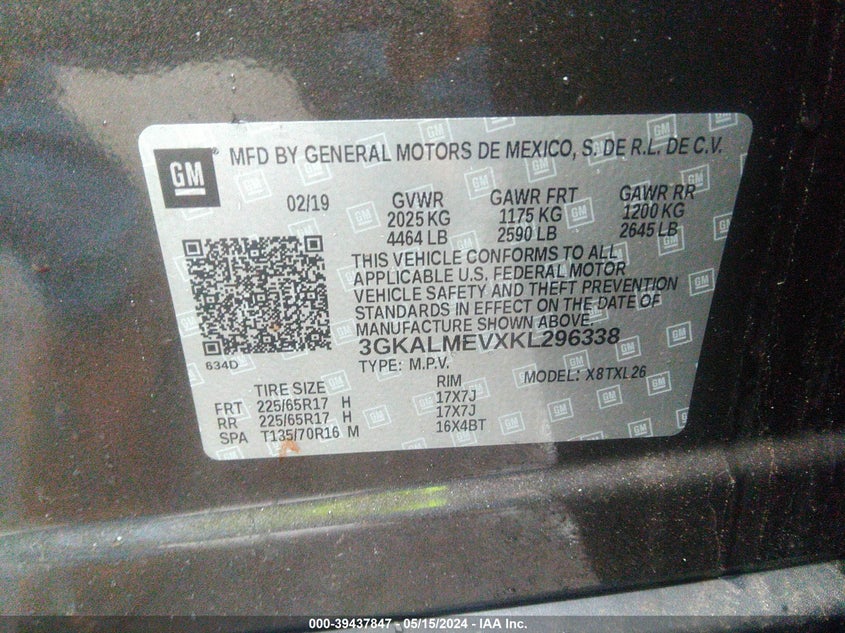 GM
MFD BY GENERAL MOTORS DE MEXICO, S. DE R.L. DE C.V.
02/19
GVWR
2025 KG
4464 LB
GAWR FRT
1175 KG
2590 LB
GAWR RR
1200 KG
2645 LB
THIS VEHICLE CONFORMS TO ALL
APPLICABLE U.S. FEDERAL MOTOR
VEHICLE SAFETY AND THEFT PREVENTION
STANDARDS IN EFFECT ON THE DATE OF
MANUFACTURE SHOWN ABOVE.
3GKALMEVXKL296338
634D
TYPE: M.P.V.
MODEL: X8TXL26
TIRE SIZE RIM
FRT 225/65R17 H 17X7J
RR 225/65R17 H 17X7J
SPA T135/70R16 M 16X4BT
000-39437847 - 05/15/2024 - IAA Inc.